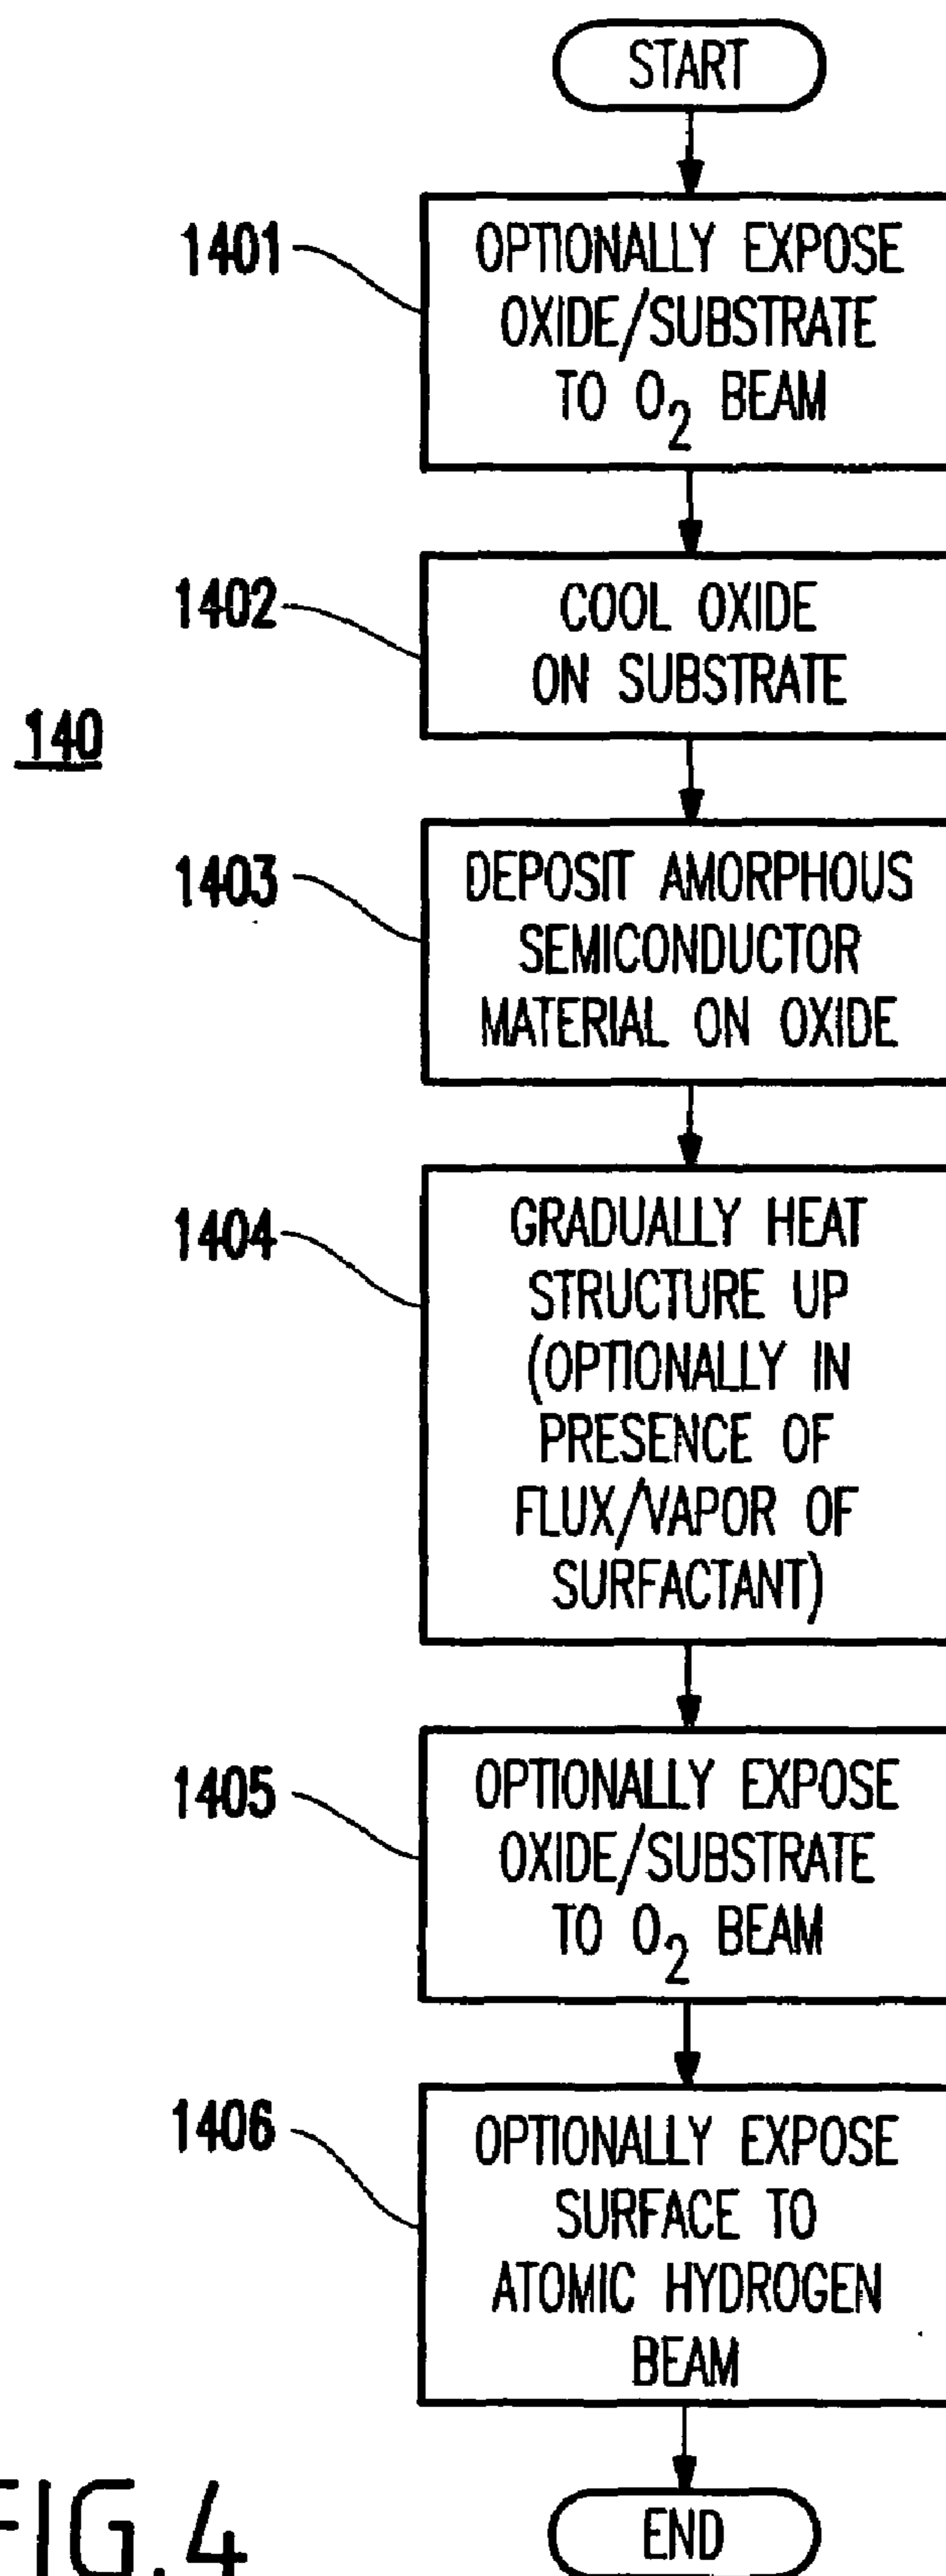 START
1401
OPTIONALLY EXPOSE
OXIDE/SUBSTRATE
TO O2 BEAM
1402
COOL OXIDE
ON SUBSTRATE
140
1403
DEPOSIT AMORPHOUS
SEMICONDUCTOR
MATERIAL ON OXIDE
1404
GRADUALLY HEAT
STRUCTURE UP
(OPTIONALLY IN
PRESENCE OF
FLUX/VAPOR OF
SURFACTANT)
1405
OPTIONALLY EXPOSE
OXIDE/SUBSTRATE
TO O2 BEAM
1406
OPTIONALLY EXPOSE
SURFACE TO
ATOMIC HYDROGEN
BEAM
END
FIG.4